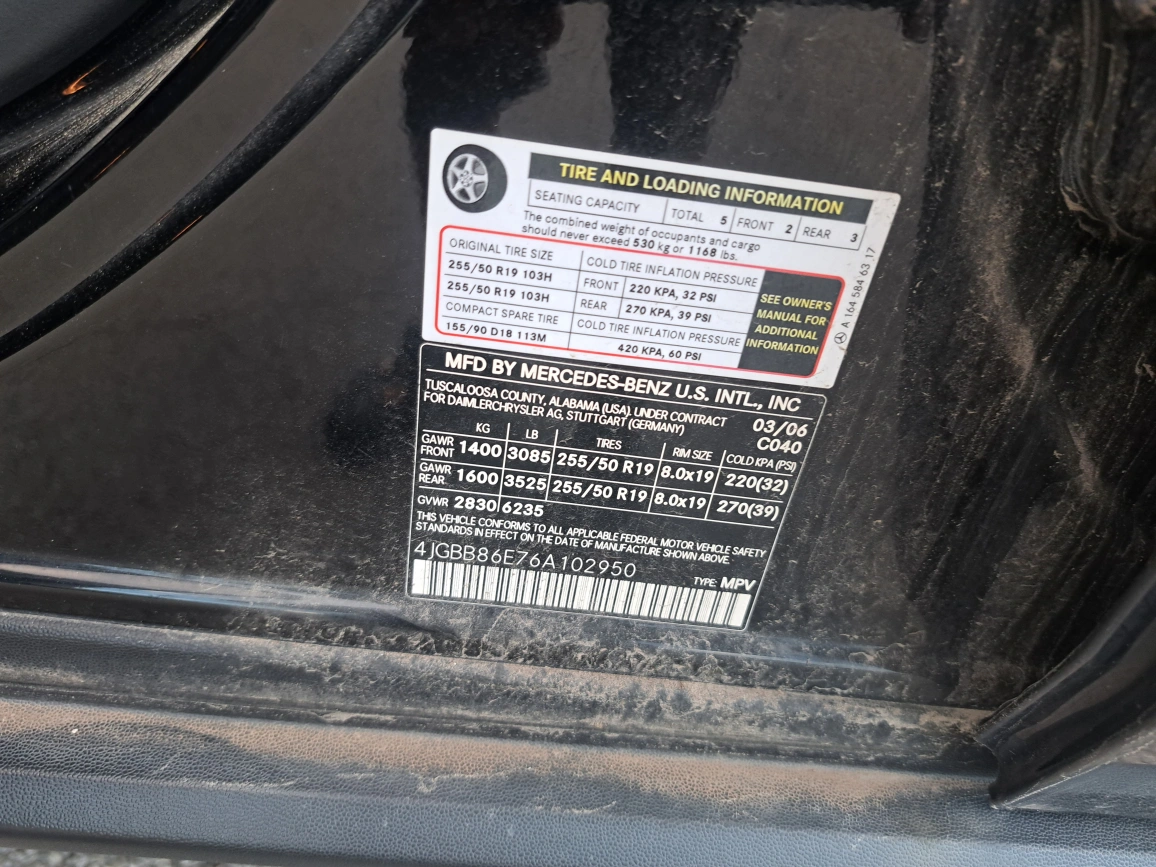 TIRE AND LOADING INFORMATION
SEATING CAPACITY TOTAL 5 FRONT 2 REAR 3
The combined weight of occupants and cargo
should never exceed 530 kg or 1168 lbs.
ORIGINAL TIRE SIZE COLD TIRE INFLATION PRESSURE
255/50 R19 103H FRONT 220 KPA, 32 PSI
255/50 R19 103H REAR 270 KPA, 39 PSI
COMPACT SPARE TIRE COLD TIRE INFLATION PRESSURE
155/90 D18 113M 420 KPA, 60 PSI
SEE OWNER'S
MANUAL FOR
ADDITIONAL
INFORMATION
A 164 584 63 17
MFD BY MERCEDES-BENZ U.S. INTL., INC
TUSCALOOSA COUNTY, ALABAMA (USA). UNDER CONTRACT
FOR DAIMLERCHRYSLER AG, STUTTGART (GERMANY)
03/06
C040
KG LB TIRES RIM SIZE COLD KPA (PSI)
GAWR FRONT 1400 3085 255/50 R19 8.0x19 220(32)
GAWR REAR 1600 3525 255/50 R19 8.0x19 270(39)
GVWR 2830 6235
THIS VEHICLE CONFORMS TO ALL APPLICABLE FEDERAL MOTOR VEHICLE SAFETY
STANDARDS IN EFFECT ON THE DATE OF MANUFACTURE SHOWN ABOVE.
4JGBB86E76A102950
TYPE: MPV